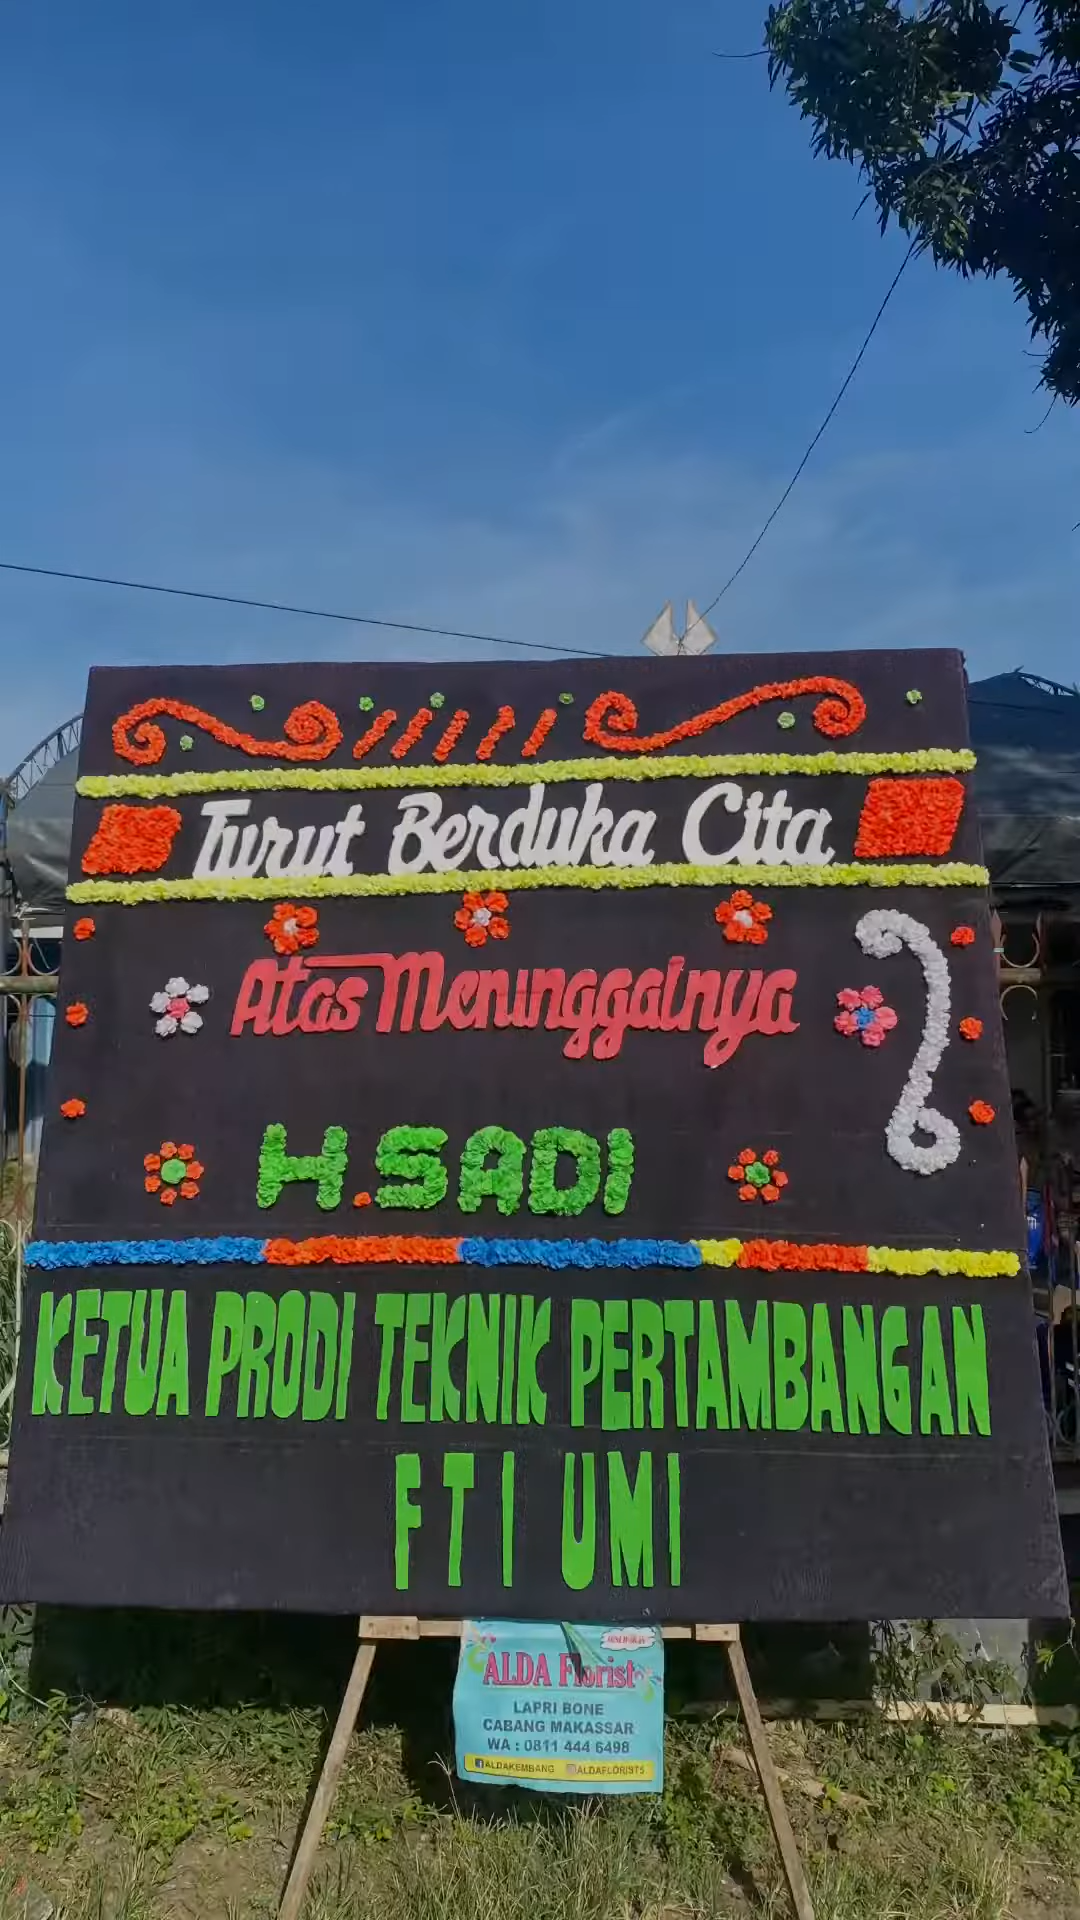 Turut Berduka Cita
Atas Meninggalnya
H.SADI
KETUA PRODI TEKNIK PERTAMBANGAN
FTI UMI
ALDA Florist
LAPRI BONE
CABANG MAKASSAR
WA : 0811 444 6498
ALDAKEMBANG ALDAFLORIST5